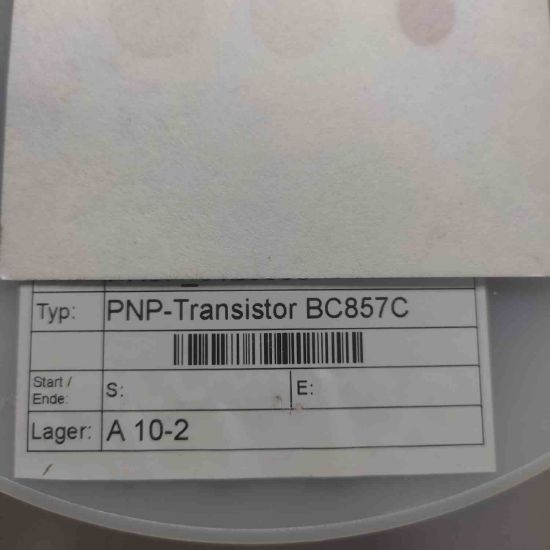 Typ: PNP-Transistor BC857C
Start / Ende: S: E:
Lager: A 10-2